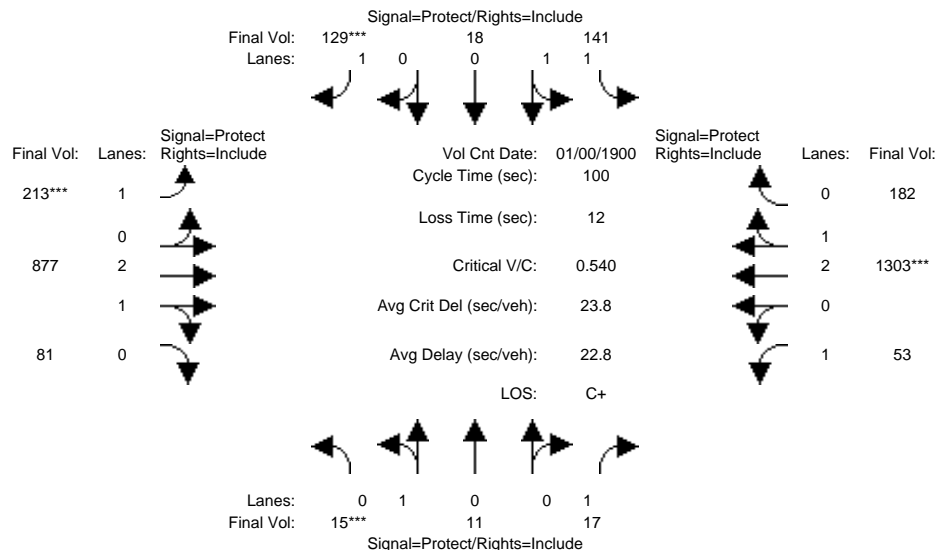 Signal=Protect/Rights=Include
Final Vol: 129*** 18 141
Lanes: 1 0 0 1 1
Signal=Protect
Final Vol: Lanes: Rights=Include
Vol Cnt Date: 01/00/1900
Signal=Protect
Rights=Include Lanes: Final Vol:
Cycle Time (sec): 100
213*** 1
0 182
Loss Time (sec): 12
0
1
877 2
Critical V/C: 0.540
2 1303***
1
Avg Crit Del (sec/veh): 23.8
0
81 0
Avg Delay (sec/veh): 22.8
1 53
LOS: C+
Lanes: 0 1 0 0 1
Final Vol: 15*** 11 17
Signal=Protect/Rights=Include